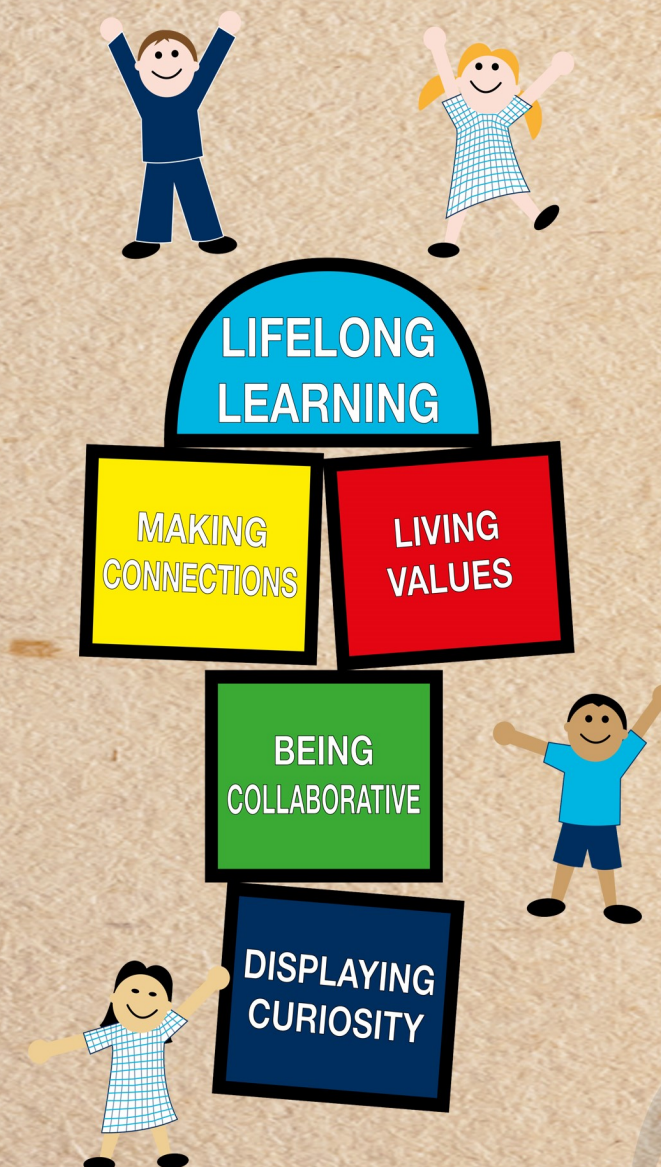 LIFELONG
LEARNING
MAKING
CONNECTIONS
LIVING
VALUES
BEING
COLLABORATIVE
DISPLAYING
CURIOSITY